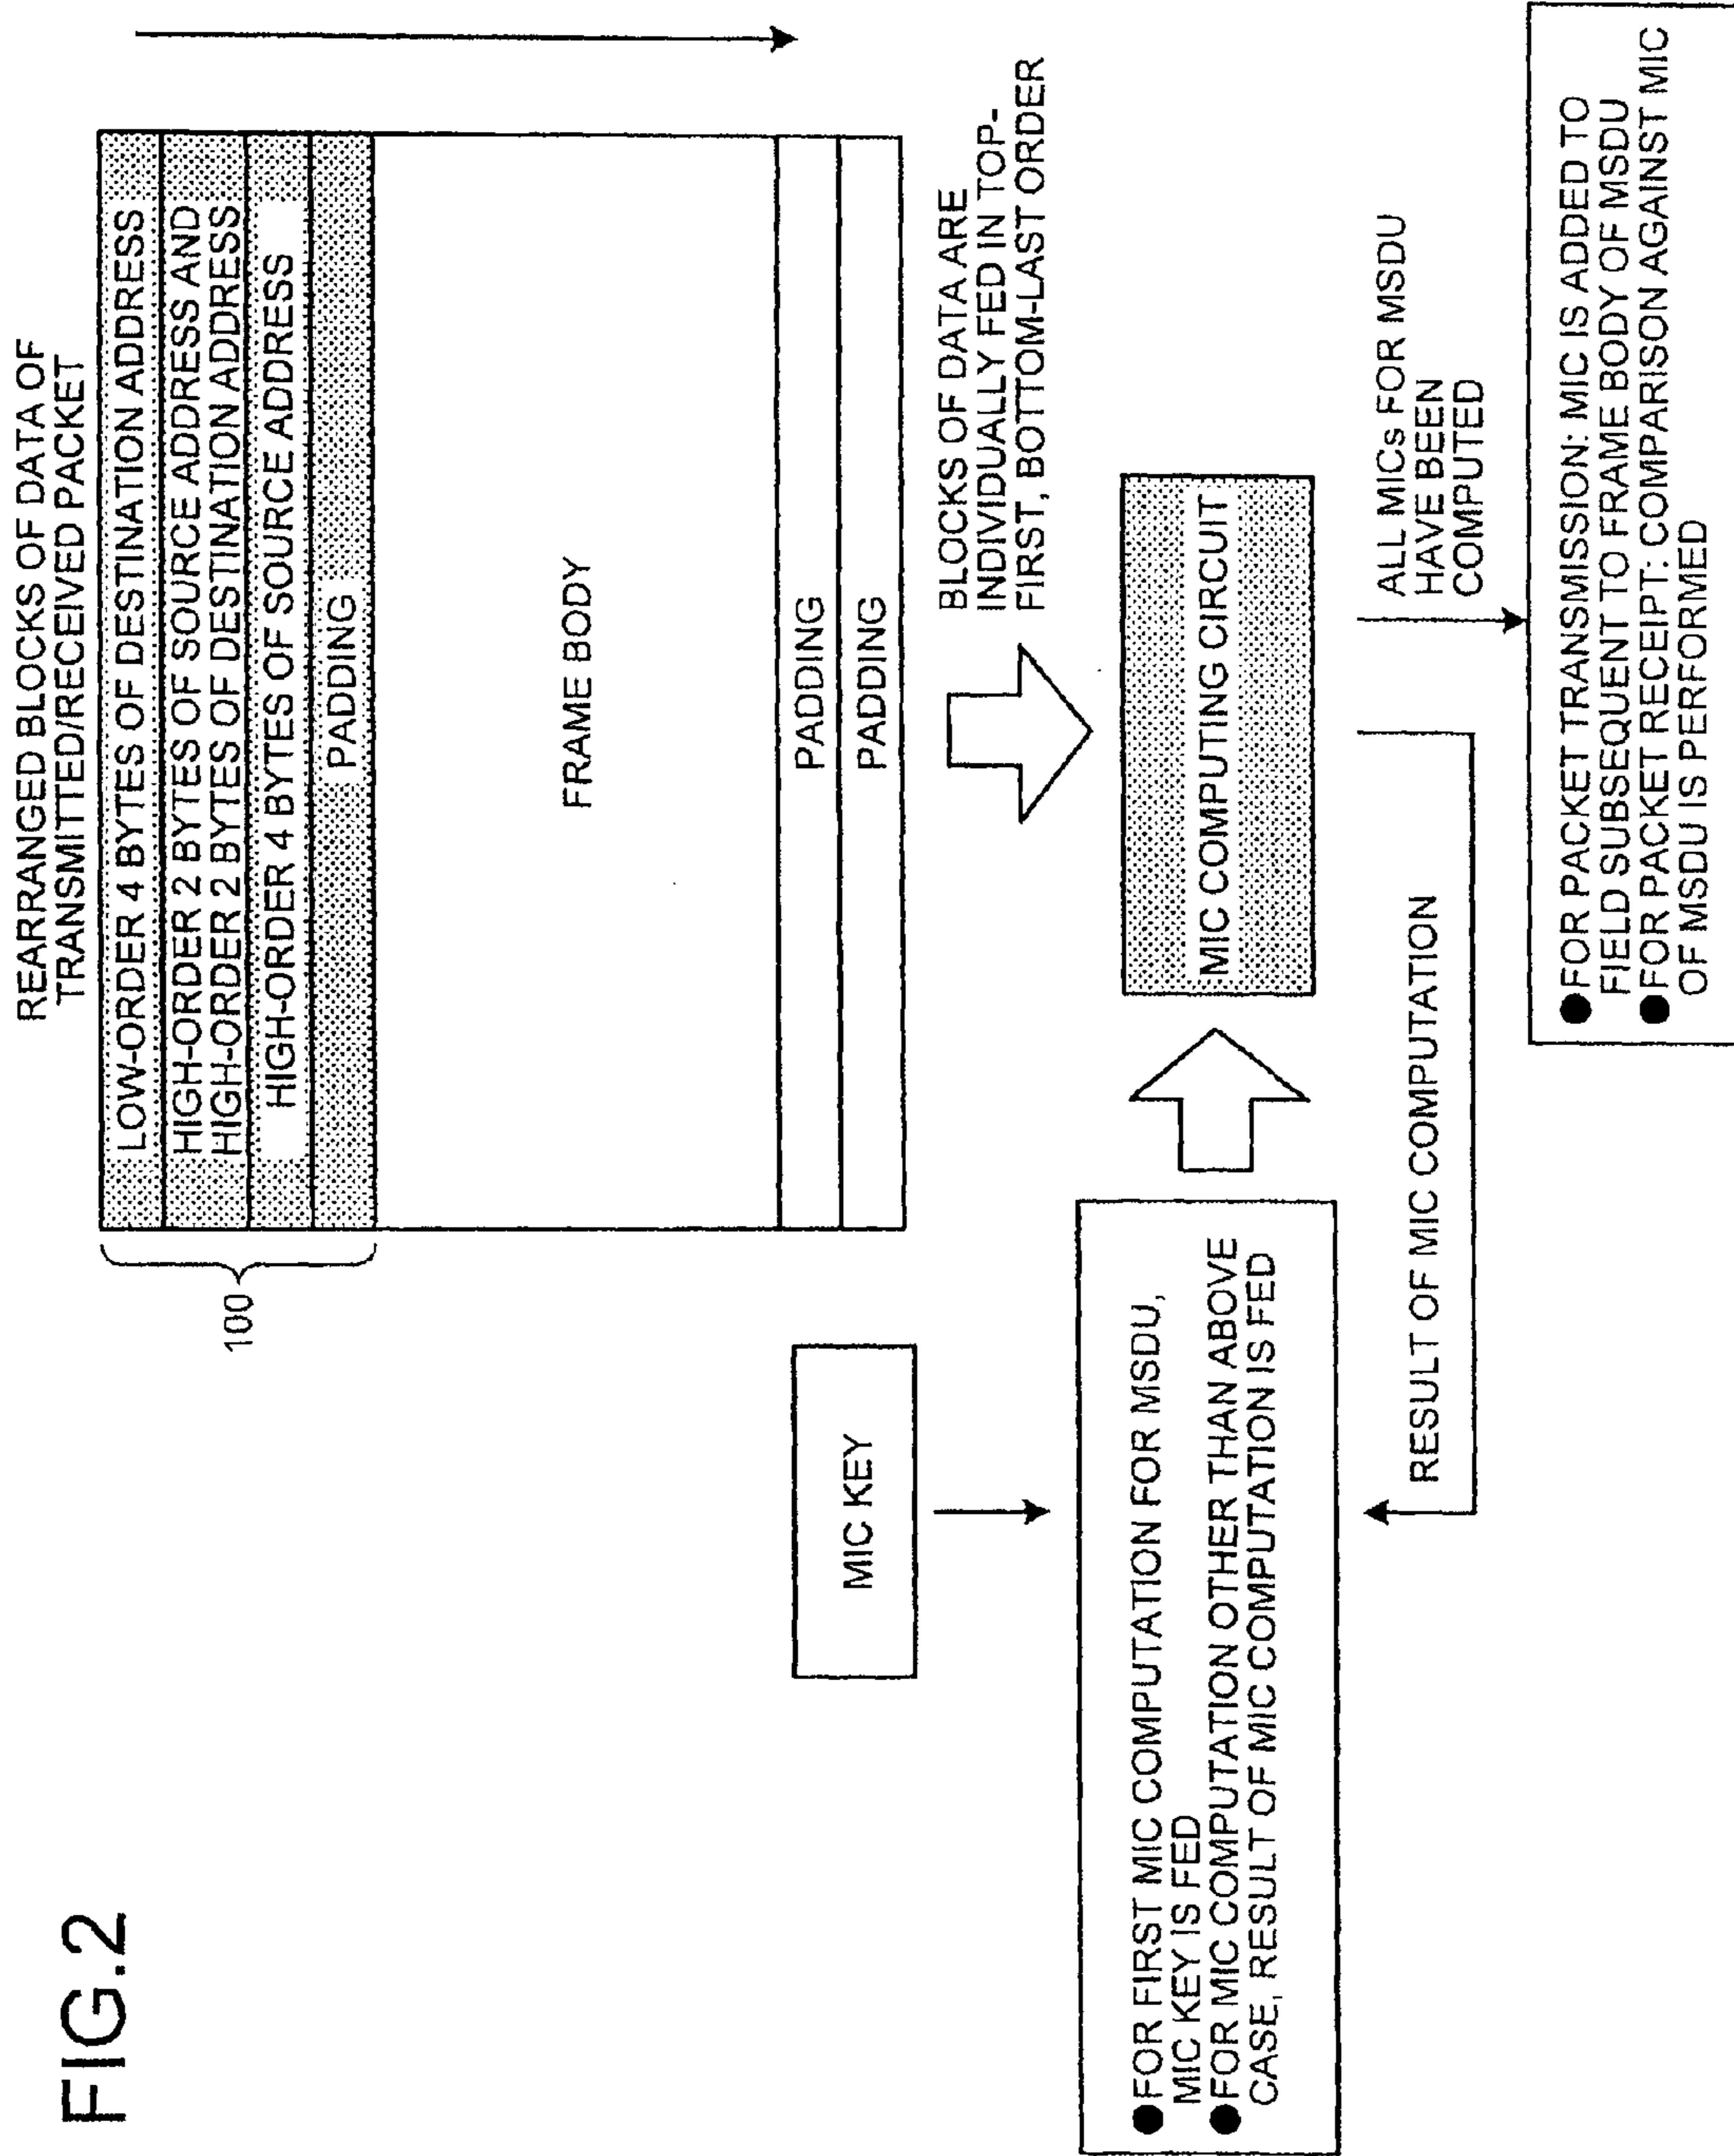 FIG.2
REARRANGED BLOCKS OF DATA OF
TRANSMITTED/RECEIVED PACKET
LOW-ORDER 4 BYTES OF DESTINATION ADDRESS
HIGH-ORDER 2 BYTES OF SOURCE ADDRESS AND
HIGH-ORDER 2 BYTES OF DESTINATION ADDRESS
HIGH-ORDER 4 BYTES OF SOURCE ADDRESS
PADDING
100
FRAME BODY
PADDING
PADDING
MIC KEY
BLOCKS OF DATA ARE
INDIVIDUALLY FED IN TOP-
FIRST, BOTTOM-LAST ORDER
●FOR FIRST MIC COMPUTATION FOR MSDU,
MIC KEY IS FED
●FOR MIC COMPUTATION OTHER THAN ABOVE
CASE, RESULT OF MIC COMPUTATION IS FED
MIC COMPUTING CIRCUIT
RESULT OF MIC COMPUTATION
ALL MICs FOR MSDU
HAVE BEEN
COMPUTED
●FOR PACKET TRANSMISSION: MIC IS ADDED TO
FIELD SUBSEQUENT TO FRAME BODY OF MSDU
●FOR PACKET RECEIPT: COMPARISON AGAINST MIC
OF MSDU IS PERFORMED